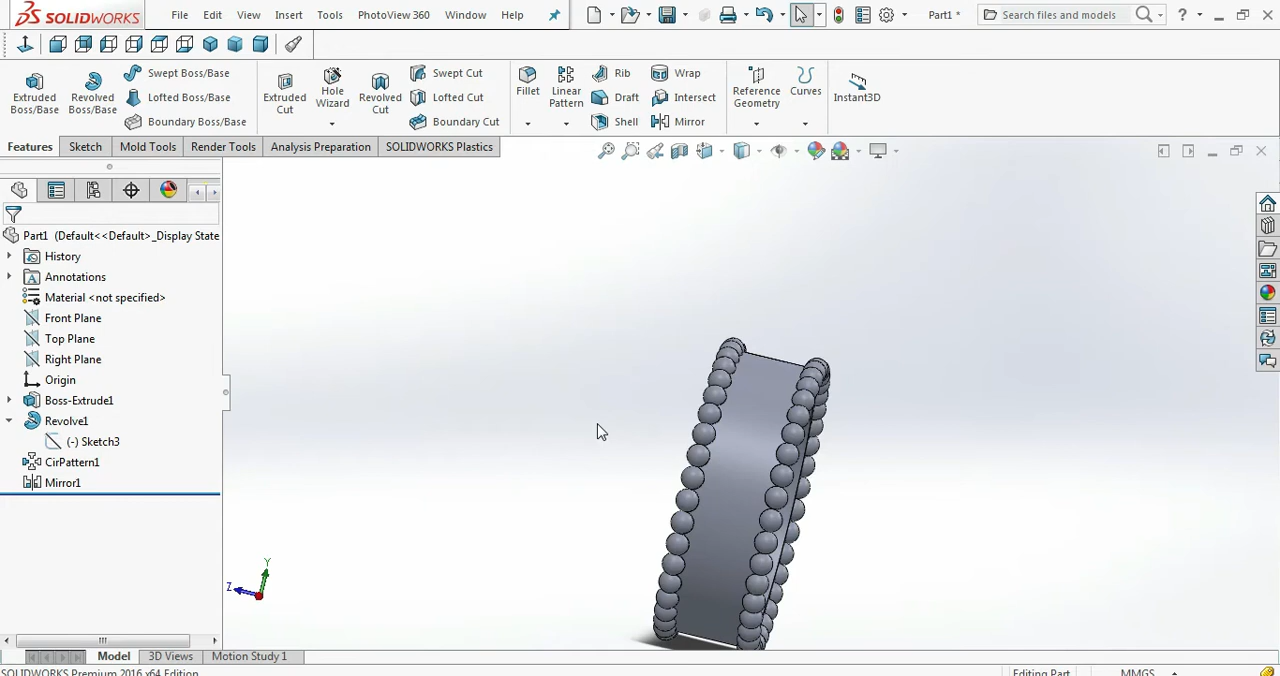 SOLIDWORKS File Edit View Insert Tools PhotoView 360 Window Help Part1 * Search files and models ?
Extruded Boss/Base
Revolved Boss/Base
Swept Boss/Base
Lofted Boss/Base
Boundary Boss/Base
Extruded Cut
Hole Wizard
Revolved Cut
Swept Cut
Lofted Cut
Boundary Cut
Fillet
Linear Pattern
Rib
Draft
Shell
Wrap
Intersect
Mirror
Reference Geometry
Curves
Instant3D
Features Sketch Mold Tools Render Tools Analysis Preparation SOLIDWORKS Plastics
Part1 (Default<<Default>_Display State
History
Annotations
Material <not specified>
Front Plane
Top Plane
Right Plane
Origin
Boss-Extrude1
Revolve1
(-) Sketch3
CirPattern1
Mirror1
Y
Z
Model 3D Views Motion Study 1
SOLIDWORKS Premium 2016 x64 Edition Editing Part MMGS